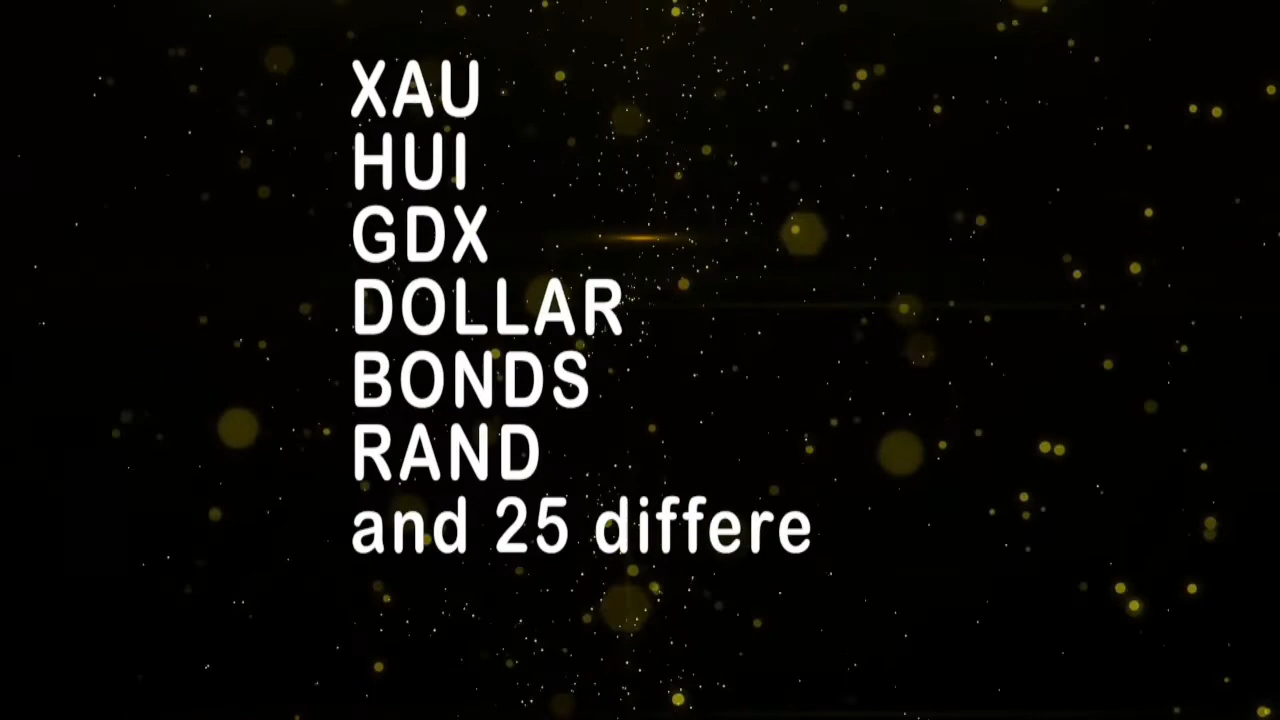 XAU
HUI
GDX
DOLLAR
BONDS
RAND
and 25 differe